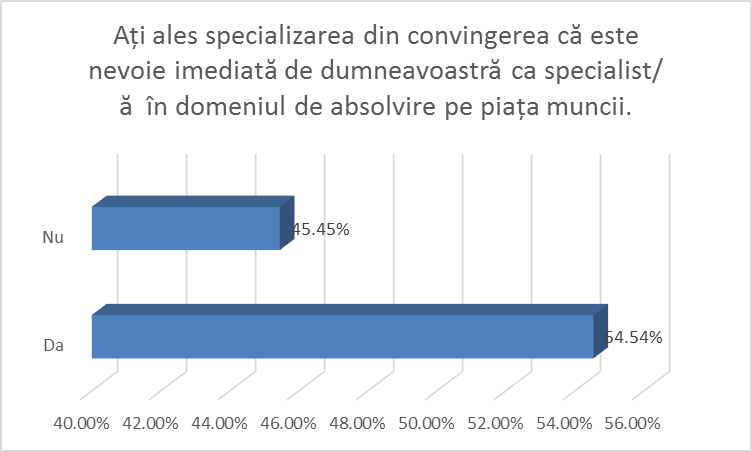 Ați ales specializarea din convingerea că este
nevoie imediată de dumneavoastră ca specialist/
ă în domeniul de absolvire pe piața muncii.
Nu
45.45%
Da
54.54%
40.00% 42.00% 44.00% 46.00% 48.00% 50.00% 52.00% 54.00% 56.00%